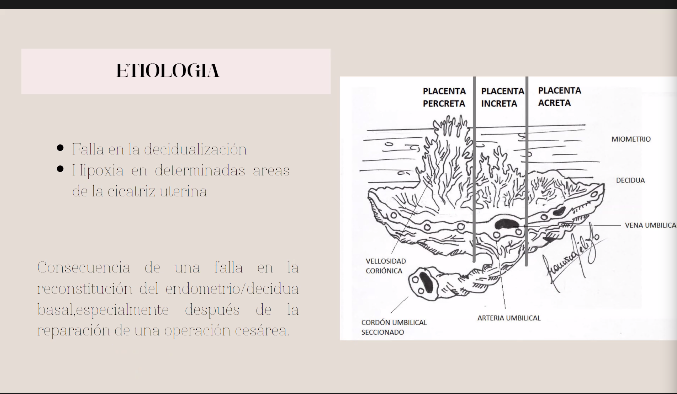 ETIOLOGIA
Falla en la decidualización
Hipoxia en determinadas areas
de la cicatriz uterina
Consecuencia de una falla en la
reconstitución del endometrio/decidua
basal,especialmente después de la
reparación de una operación cesárea.
PLACENTA PERCRETA
PLACENTA INCRETA
PLACENTA ACRETA
MIOMETRIO
DECIDUA
VENA UMBILICA
VELLOSIDAD
CORIÓNICA
ARTERIA UMBILICAL
CORDÓN UMBILICAL
SECCIONADO